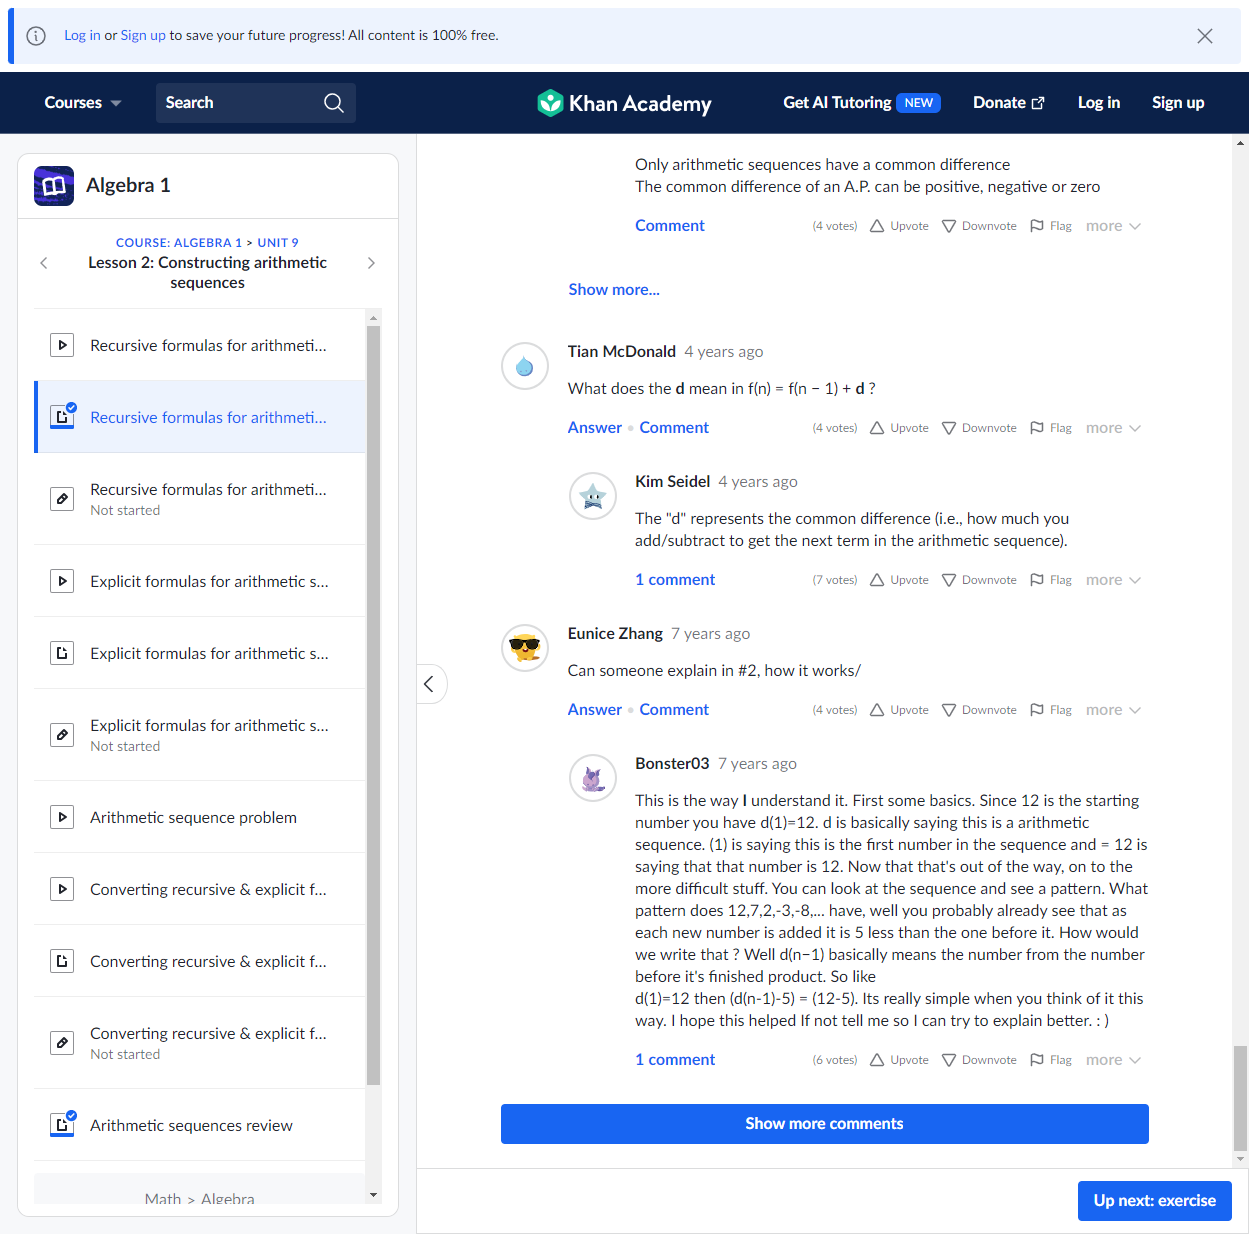 Log in or Sign up to save your future progress! All content is 100% free.
Courses
Search
Khan Academy
Get AI Tutoring NEW
Donate
Log in
Sign up
Algebra 1
COURSE: ALGEBRA 1 > UNIT 9
Lesson 2: Constructing arithmetic
sequences
Recursive formulas for arithmeti...
Recursive formulas for arithmeti...
Recursive formulas for arithmeti...
Not started
Explicit formulas for arithmetic s...
Explicit formulas for arithmetic s...
Explicit formulas for arithmetic s...
Not started
Arithmetic sequence problem
Converting recursive & explicit f...
Converting recursive & explicit f...
Converting recursive & explicit f...
Not started
Arithmetic sequences review
Math > Algebra
Only arithmetic sequences have a common difference
The common difference of an A.P. can be positive, negative or zero
Comment (4 votes) Upvote Downvote Flag more
Show more...
Tian McDonald 4 years ago
What does the d mean in f(n) = f(n − 1) + d ?
Answer • Comment (4 votes) Upvote Downvote Flag more
Kim Seidel 4 years ago
The "d" represents the common difference (i.e., how much you
add/subtract to get the next term in the arithmetic sequence).
1 comment (7 votes) Upvote Downvote Flag more
Eunice Zhang 7 years ago
Can someone explain in #2, how it works/
Answer • Comment (4 votes) Upvote Downvote Flag more
Bonster03 7 years ago
This is the way I understand it. First some basics. Since 12 is the starting
number you have d(1)=12. d is basically saying this is a arithmetic
sequence. (1) is saying this is the first number in the sequence and = 12 is
saying that that number is 12. Now that that's out of the way, on to the
more difficult stuff. You can look at the sequence and see a pattern. What
pattern does 12,7,2,-3,-8,... have, well you probably already see that as
each new number is added it is 5 less than the one before it. How would
we write that ? Well d(n−1) basically means the number from the number
before it's finished product. So like
d(1)=12 then (d(n-1)-5) = (12-5). Its really simple when you think of it this
way. I hope this helped If not tell me so I can try to explain better. : )
1 comment (6 votes) Upvote Downvote Flag more
Show more comments
Up next: exercise